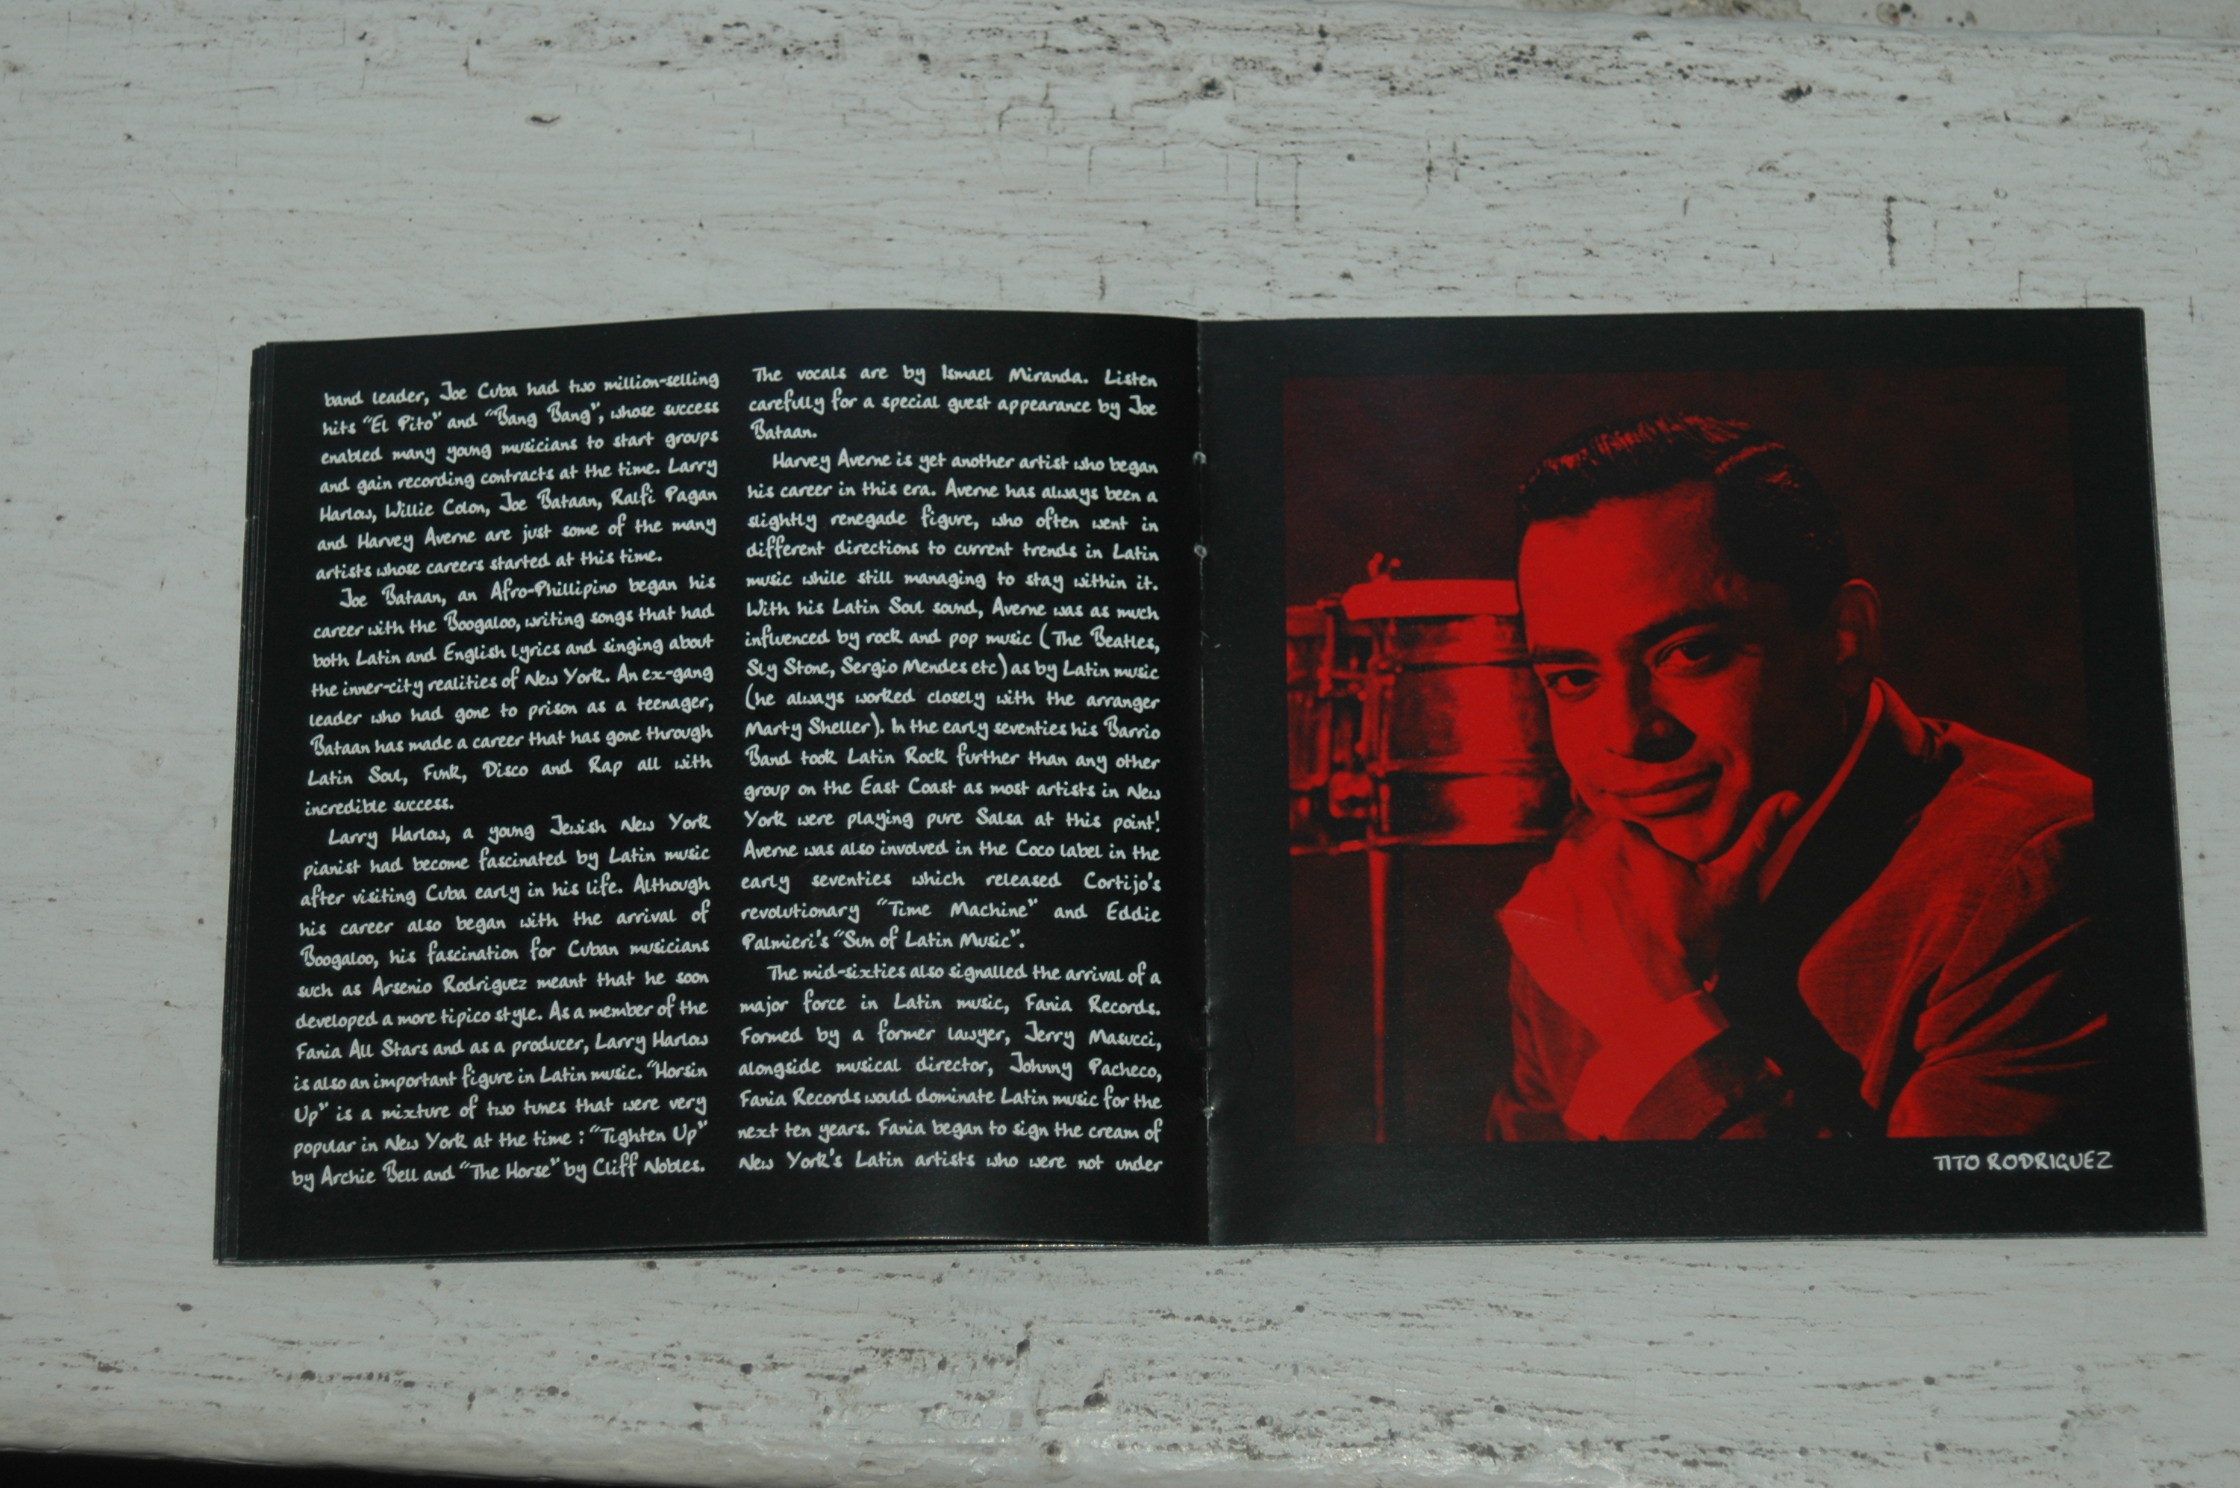 band leader, Joe Cuba had two million-selling
hits "El Pito" and "Bang Bang", whose success
enabled many young musicians to start groups
and gain recording contracts at the time. Larry
Harlow, Willie Colon, Joe Bataan, Ralfi Pagan
and Harvey Averne are just some of the many
artists whose careers started at this time.
Joe Bataan, an Afro-Phillipino began his
career with the Boogaloo, writing songs that had
both Latin and English lyrics and singing about
the inner-city realities of New York. An ex-gang
leader who had gone to prison as a teenager,
Bataan has made a career that has gone through
Latin Soul, Funk, Disco and Rap all with
incredible success.
Larry Harlow, a young Jewish New York
pianist had become fascinated by Latin music
after visiting Cuba early in his life. Although
his career also began with the arrival of
Boogaloo, his fascination for Cuban musicians
such as Arsenio Rodriguez meant that he soon
developed a more tipico style. As a member of the
Fania All Stars and as a producer, Larry Harlow
is also an important figure in Latin music. "Horsin
Up" is a mixture of two tunes that were very
popular in New York at the time : "Tighten Up"
by Archie Bell and "The Horse" by Cliff Nobles.
The vocals are by Ismael Miranda. Listen
carefully for a special guest appearance by Joe
Bataan.
Harvey Averne is yet another artist who began
his career in this era. Averne has always been a
slightly renegade figure, who often went in
different directions to current trends in Latin
music while still managing to stay within it.
With his Latin Soul sound, Averne was as much
influenced by rock and pop music (The Beatles,
Sly Stone, Sergio Mendes etc) as by Latin music
(he always worked closely with the arranger
Marty Sheller). In the early seventies his Barrio
Band took Latin Rock further than any other
group on the East Coast as most artists in New
York were playing pure Salsa at this point!
Averne was also involved in the Coco label in the
early seventies which released Cortijo's
revolutionary "Time Machine" and Eddie
Palmieri's "Sun of Latin Music".
The mid-sixties also signalled the arrival of a
major force in Latin music, Fania Records.
Formed by a former lawyer, Jerry Masucci,
alongside musical director, Johnny Pacheco,
Fania Records would dominate Latin music for the
next ten years. Fania began to sign the cream of
New York's Latin artists who were not under
TITO RODRIGUEZ